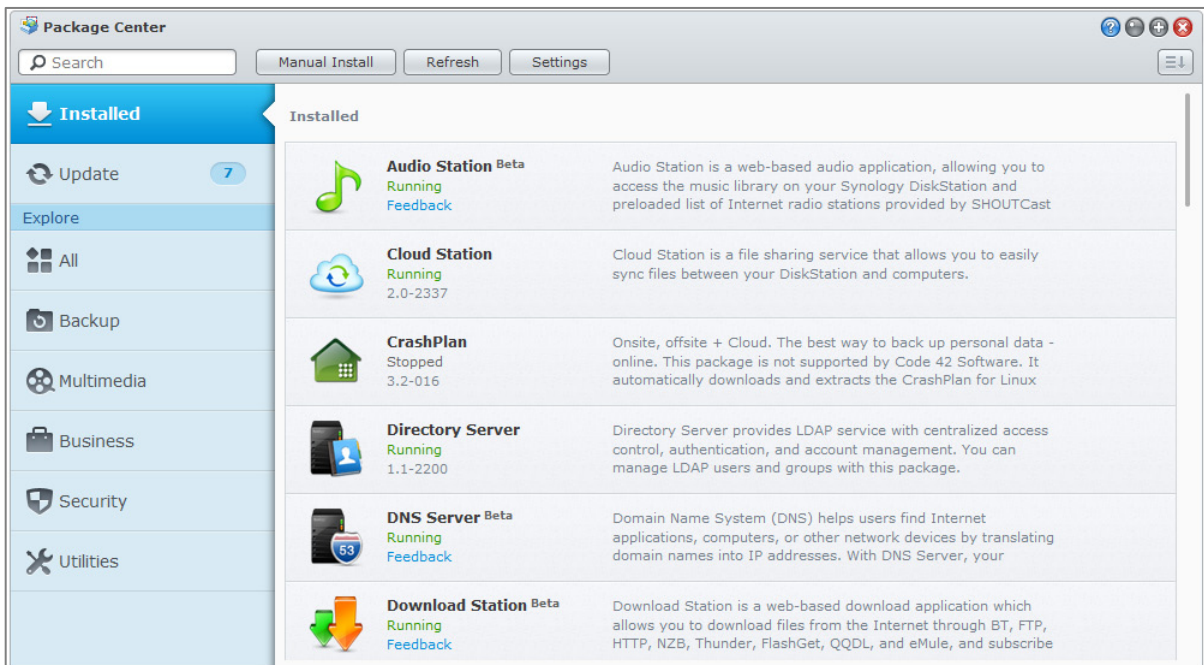 Package Center
Search
Manual Install
Refresh
Settings
Installed
Update
7
Explore
All
Backup
Multimedia
Business
Security
Utilities
Installed
Audio Station Beta
Running
Feedback
Audio Station is a web-based audio application, allowing you to
access the music library on your Synology DiskStation and
preloaded list of Internet radio stations provided by SHOUTCast
Cloud Station
Running
2.0-2337
Cloud Station is a file sharing service that allows you to easily
sync files between your DiskStation and computers.
CrashPlan
Stopped
3.2-016
Onsite, offsite + Cloud. The best way to back up personal data -
online. This package is not supported by Code 42 Software. It
automatically downloads and extracts the CrashPlan for Linux
Directory Server
Running
1.1-2200
Directory Server provides LDAP service with centralized access
control, authentication, and account management. You can
manage LDAP users and groups with this package.
53
DNS Server Beta
Running
Feedback
Domain Name System (DNS) helps users find Internet
applications, computers, or other network devices by translating
domain names into IP addresses. With DNS Server, your
Download Station Beta
Running
Feedback
Download Station is a web-based download application which
allows you to download files from the Internet through BT, FTP,
HTTP, NZB, Thunder, FlashGet, QQDL, and eMule, and subscribe